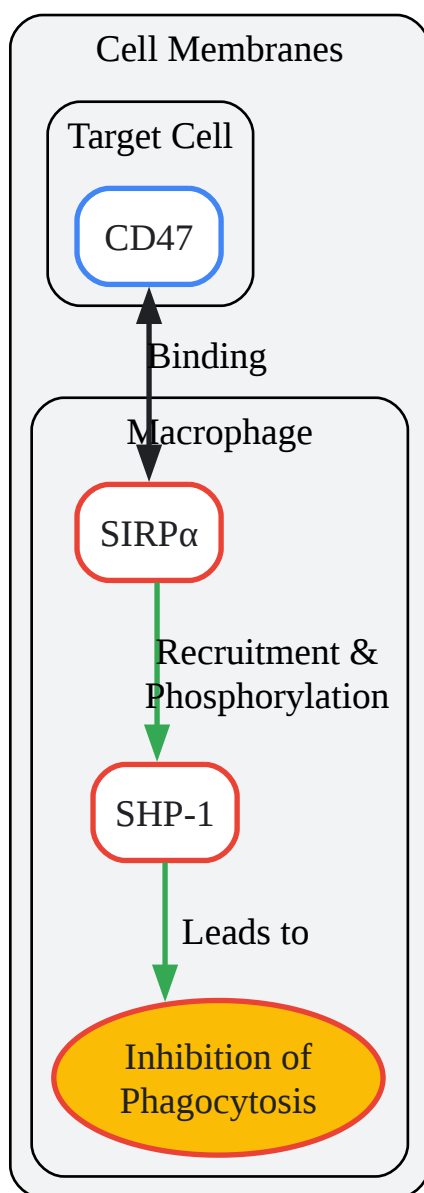 Cell Membranes
Target Cell
CD47
Binding
Macrophage
SIRPα
Recruitment &
Phosphorylation
SHP-1
Leads to
Inhibition of
Phagocytosis